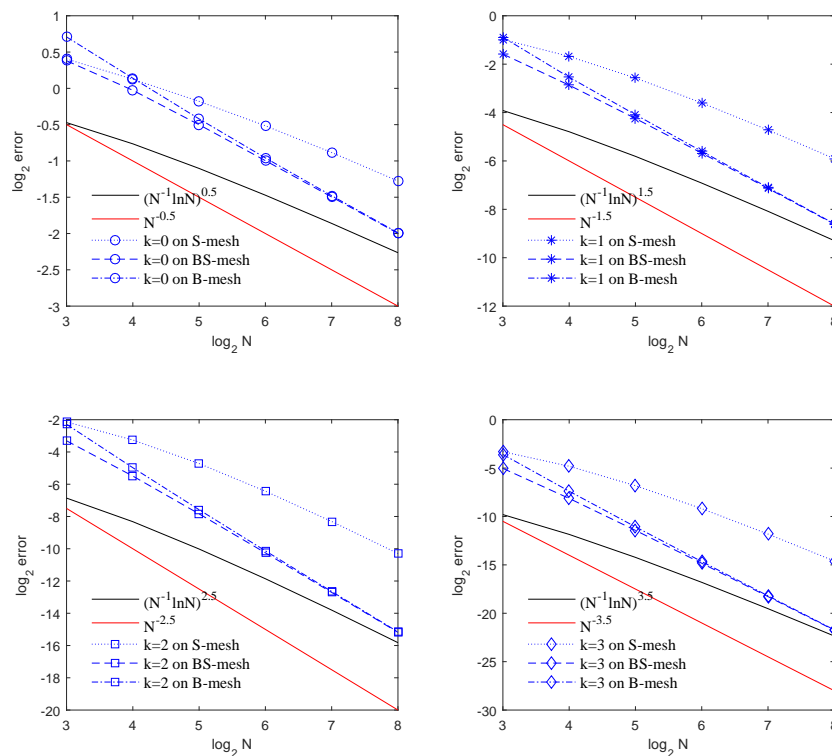 1
0.5
0
-0.5
-1
-1.5
-2
-2.5
-3
log2 error
3 4 5 6 7 8
log2 N
(N-1lnN)0.5
N-0.5
k=0 on S-mesh
k=0 on BS-mesh
k=0 on B-mesh
0
-2
-4
-6
-8
-10
-12
log2 error
3 4 5 6 7 8
log2 N
(N-1lnN)1.5
N-1.5
k=1 on S-mesh
k=1 on BS-mesh
k=1 on B-mesh
-2
-4
-6
-8
-10
-12
-14
-16
-18
-20
log2 error
3 4 5 6 7 8
log2 N
(N-1lnN)2.5
N-2.5
k=2 on S-mesh
k=2 on BS-mesh
k=2 on B-mesh
0
-5
-10
-15
-20
-25
-30
log2 error
3 4 5 6 7 8
log2 N
(N-1lnN)3.5
N-3.5
k=3 on S-mesh
k=3 on BS-mesh
k=3 on B-mesh